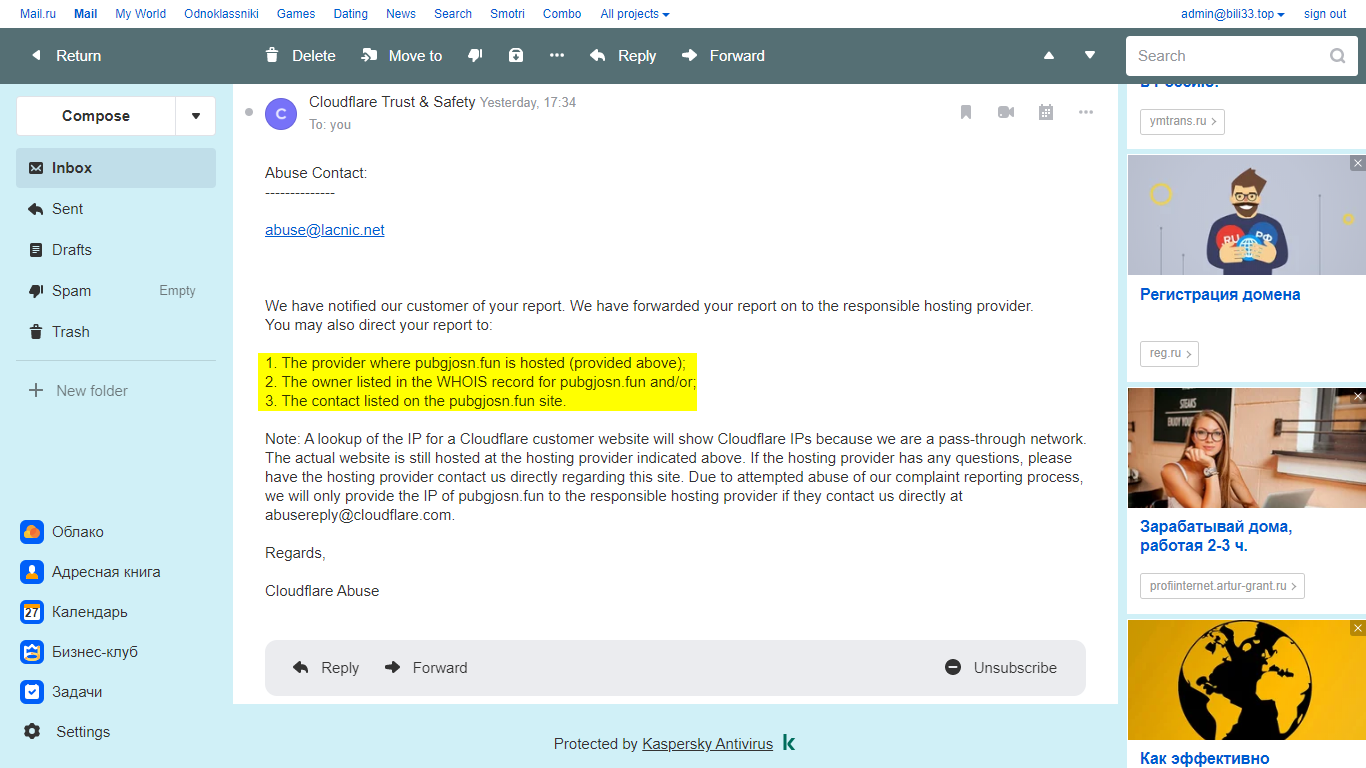 Mail.ru Mail My World Odnoklassniki Games Dating News Search Smotri Combo All projects admin@bili33.top sign out
Return Delete Move to Reply Forward Search
Compose
Inbox
Sent
Drafts
Spam Empty
Trash
New folder
Облако
Адресная книга
27 Календарь
Бизнес-клуб
Задачи
Settings
C
Cloudflare Trust & Safety Yesterday, 17:34
To: you
Abuse Contact:
--------------
abuse@lacnic.net
We have notified our customer of your report. We have forwarded your report on to the responsible hosting provider.
You may also direct your report to:
1. The provider where pubgjosn.fun is hosted (provided above);
2. The owner listed in the WHOIS record for pubgjosn.fun and/or;
3. The contact listed on the pubgjosn.fun site.
Note: A lookup of the IP for a Cloudflare customer website will show Cloudflare IPs because we are a pass-through network.
The actual website is still hosted at the hosting provider indicated above. If the hosting provider has any questions, please
have the hosting provider contact us directly regarding this site. Due to attempted abuse of our complaint reporting process,
we will only provide the IP of pubgjosn.fun to the responsible hosting provider if they contact us directly at
abusereply@cloudflare.com.
Regards,
Cloudflare Abuse
Reply Forward Unsubscribe
Protected by Kaspersky Antivirus
в Россию!
ymtrans.ru
RU РФ
Регистрация домена
reg.ru
STEAKS
ENJOY YOU
Зарабатывай дома,
работая 2-3 ч.
profiinternet.artur-grant.ru
Как эффективно